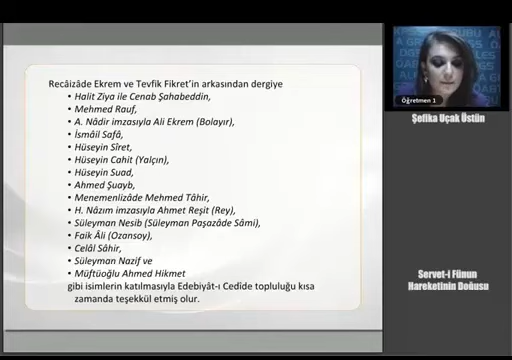 Recâizâde Ekrem ve Tevfik Fikret'in arkasından dergiye
• Halit Ziya ile Cenab Şahabeddin,
• Mehmed Rauf,
• A. Nâdir imzasıyla Ali Ekrem (Bolayır),
• İsmâil Safâ,
• Hüseyin Sîret,
• Hüseyin Cahit (Yalçın),
• Hüseyin Suad,
• Ahmed Şuayb,
• Menemenlizâde Mehmed Tâhir,
• H. Nâzım imzasıyla Ahmet Reşit (Rey),
• Süleyman Nesib (Süleyman Paşazâde Sâmi),
• Faik Âli (Ozansoy),
• Celâl Sâhir,
• Süleyman Nazif ve
• Müftüoğlu Ahmed Hikmet
gibi isimlerin katılmasıyla Edebiyât-ı Cedîde topluluğu kısa
zamanda teşekkül etmiş olur.
Öğretmen 1
Şefika Uçak Üstün
Servet-i Fünun
Hareketinin Doğusu